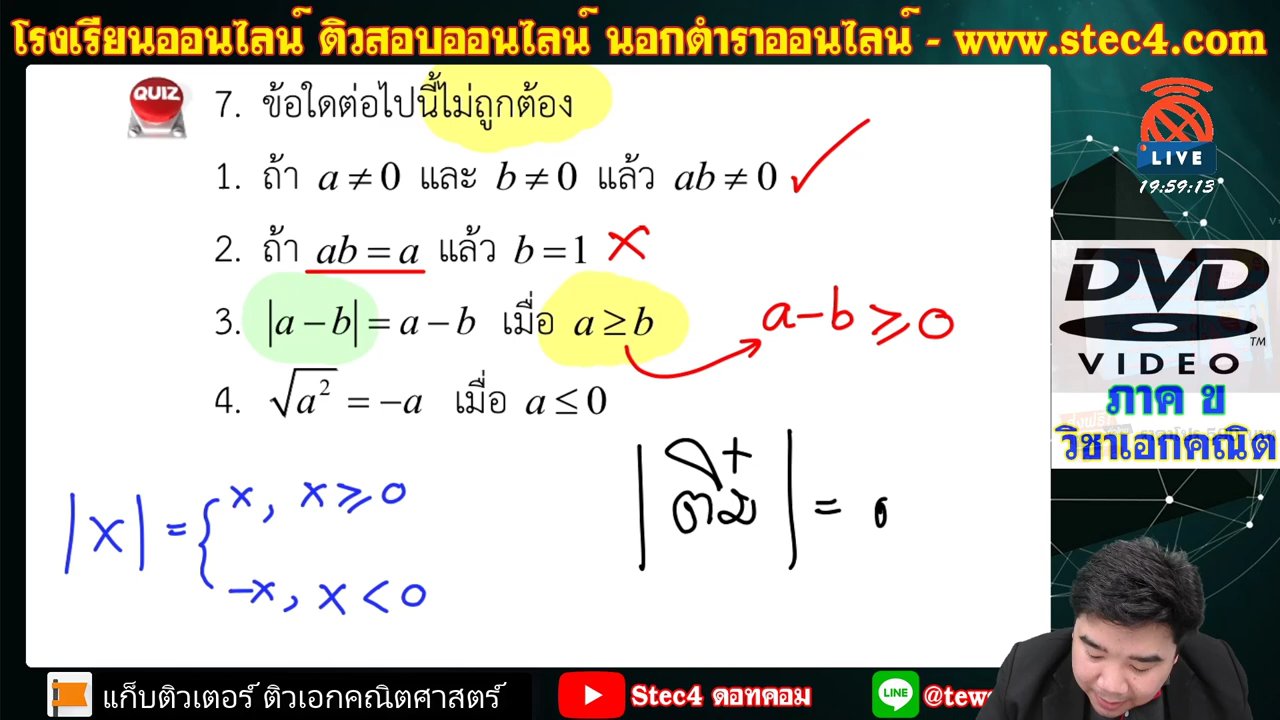 โรงเรียนออนไลน์ ติวสอบออนไลน์ นอกตำราออนไลน์ - www.stec4.com
QUIZ
7. ข้อใดต่อไปนี้ไม่ถูกต้อง
1. ถ้า a ≠ 0 และ b ≠ 0 แล้ว ab ≠ 0 ✓
2. ถ้า ab = a แล้ว b = 1 ✗
3. |a − b| = a − b เมื่อ a ≥ b
a − b ≥ 0
4. √a² = −a เมื่อ a ≤ 0
|x| = { x, x ≥ 0
−x, x < 0
+
=
LIVE
19:59:13
DVD
TM
VIDEO
ภาค ข
วิชาเอกคณิต
แก็บติวเตอร์ ติวเอกคณิตศาสตร์
Stec4 ดอทคอม
LINE